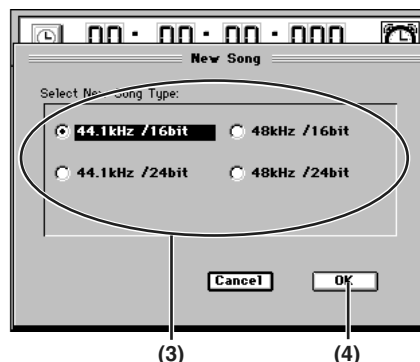 00 · 00 · 00 · 000
New Song
Select New Song Type:
44.1kHz /16bit 48kHz /16bit
44.1kHz /24bit 48kHz /24bit
Cancel OK
(3) (4)